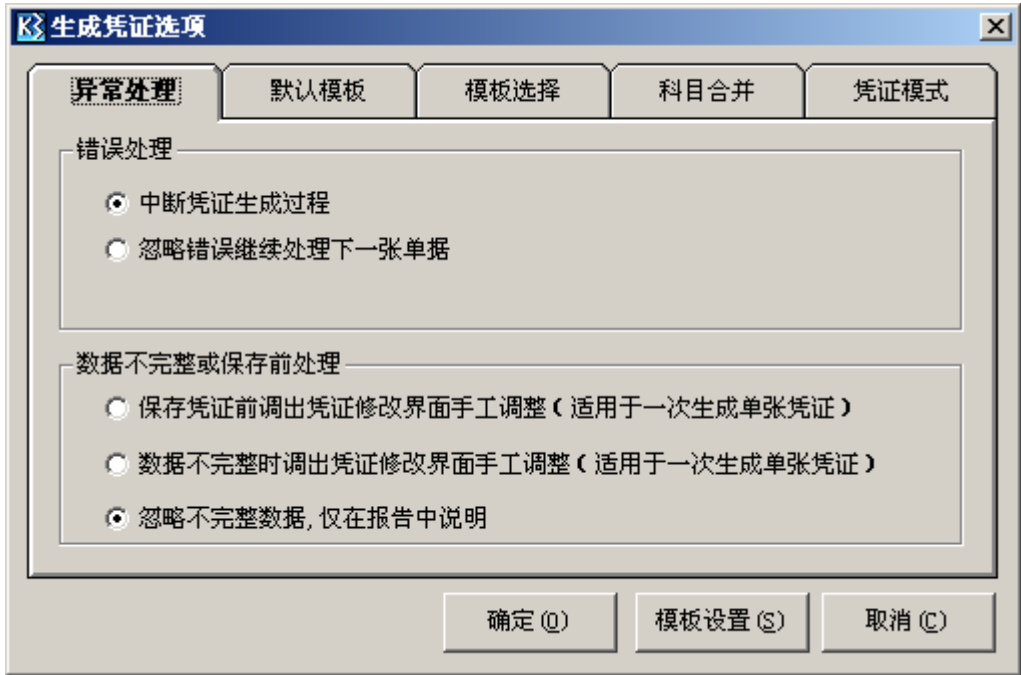 K3 生成凭证选项
异常处理 默认模板 模板选择 科目合并 凭证模式
错误处理
中断凭证生成过程
忽略错误继续处理下一张单据
数据不完整或保存前处理
保存凭证前调出凭证修改界面手工调整(适用于一次生成单张凭证)
数据不完整时调出凭证修改界面手工调整(适用于一次生成单张凭证)
忽略不完整数据,仅在报告中说明
确定(O) 模板设置(S) 取消(C)